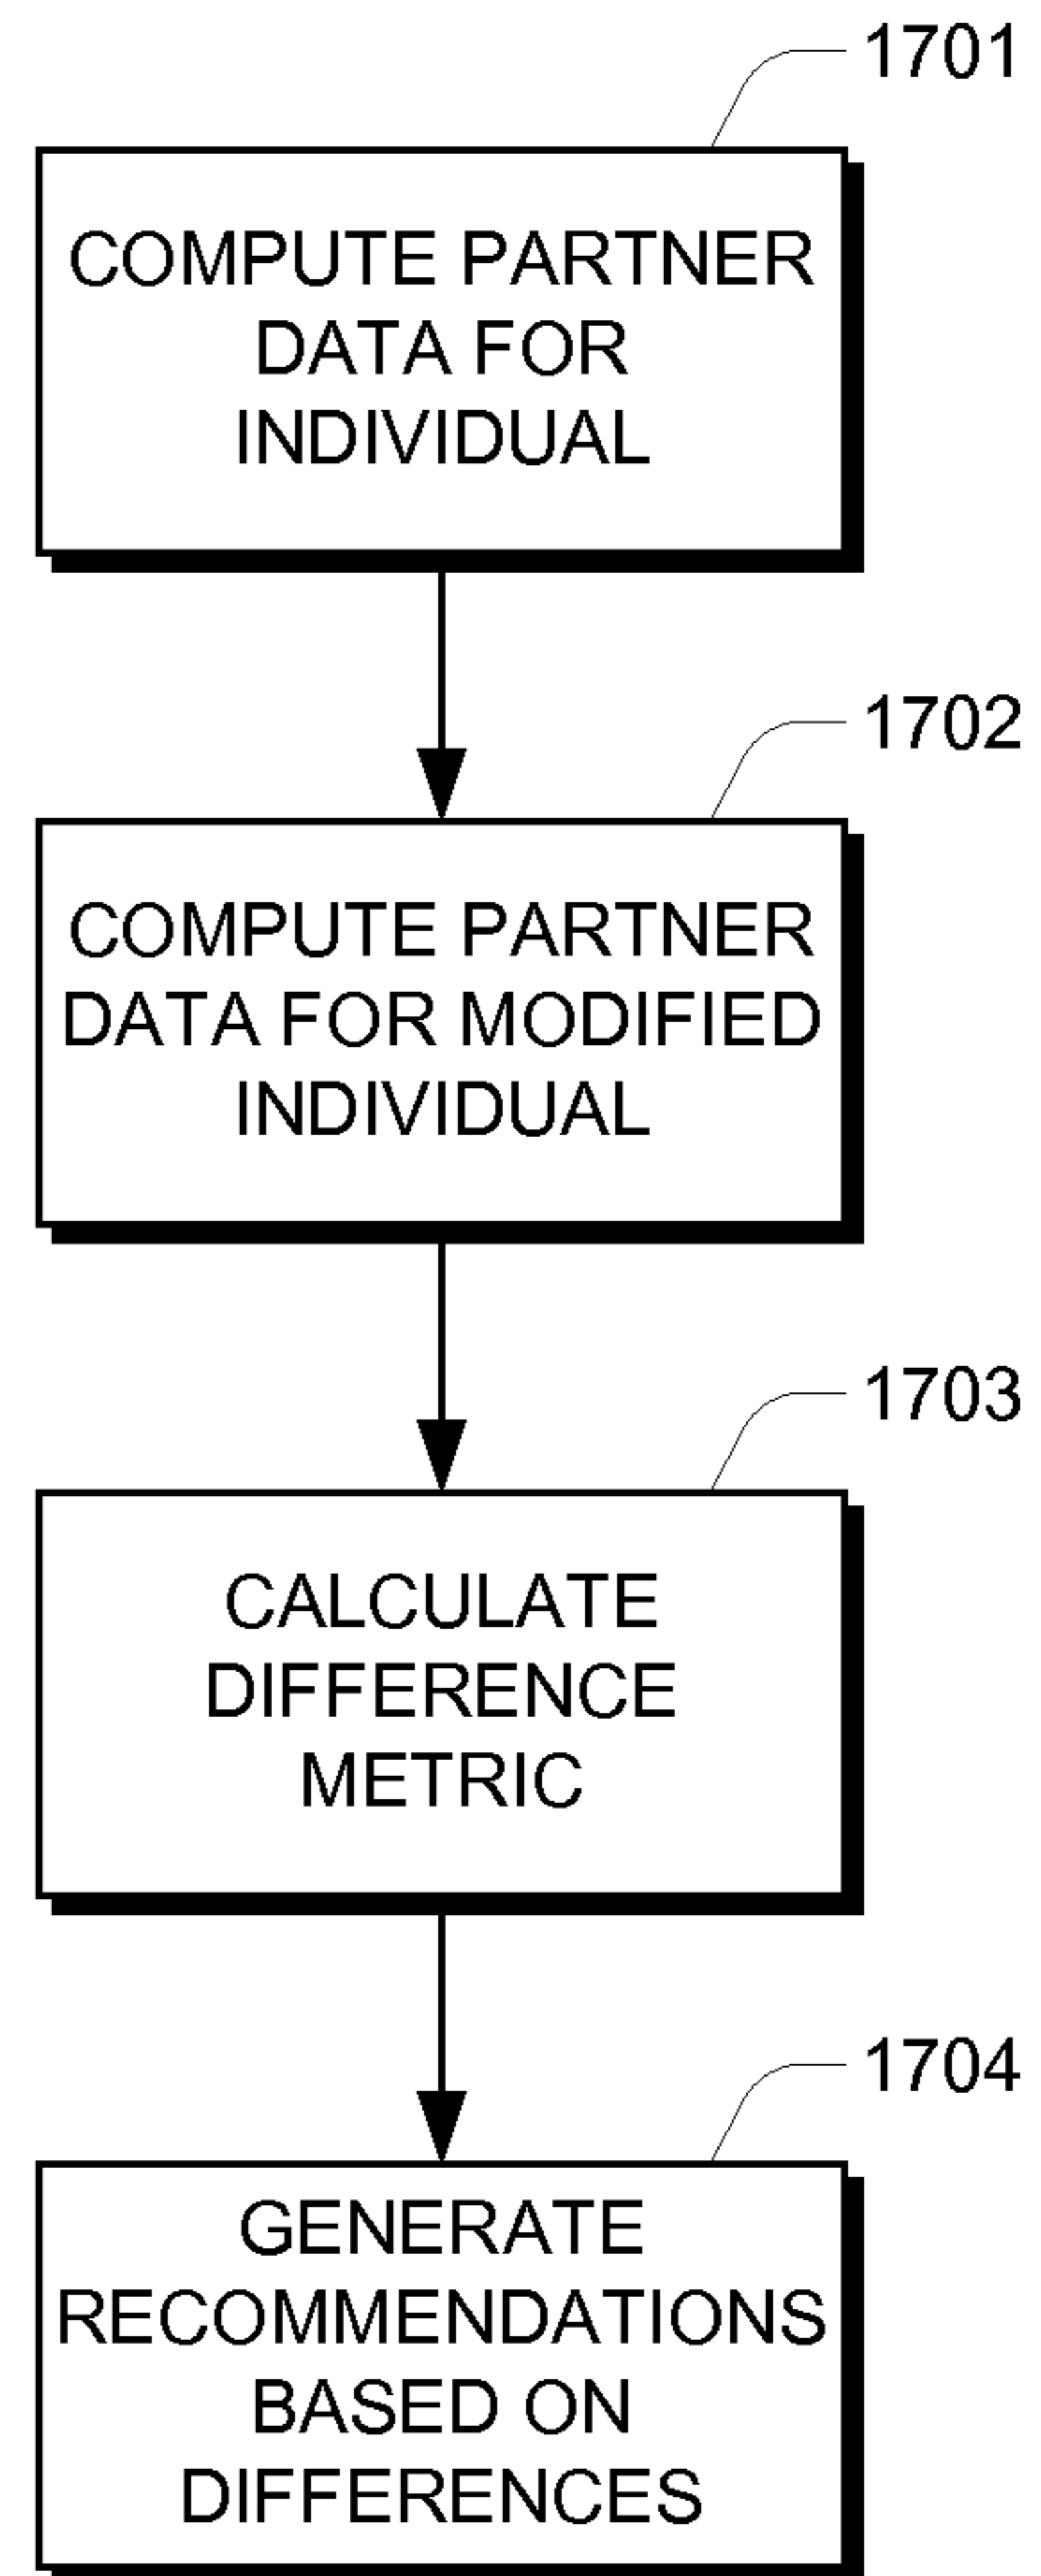 1701
COMPUTE PARTNER
DATA FOR
INDIVIDUAL
1702
COMPUTE PARTNER
DATA FOR MODIFIED
INDIVIDUAL
1703
CALCULATE
DIFFERENCE
METRIC
1704
GENERATE
RECOMMENDATIONS
BASED ON
DIFFERENCES